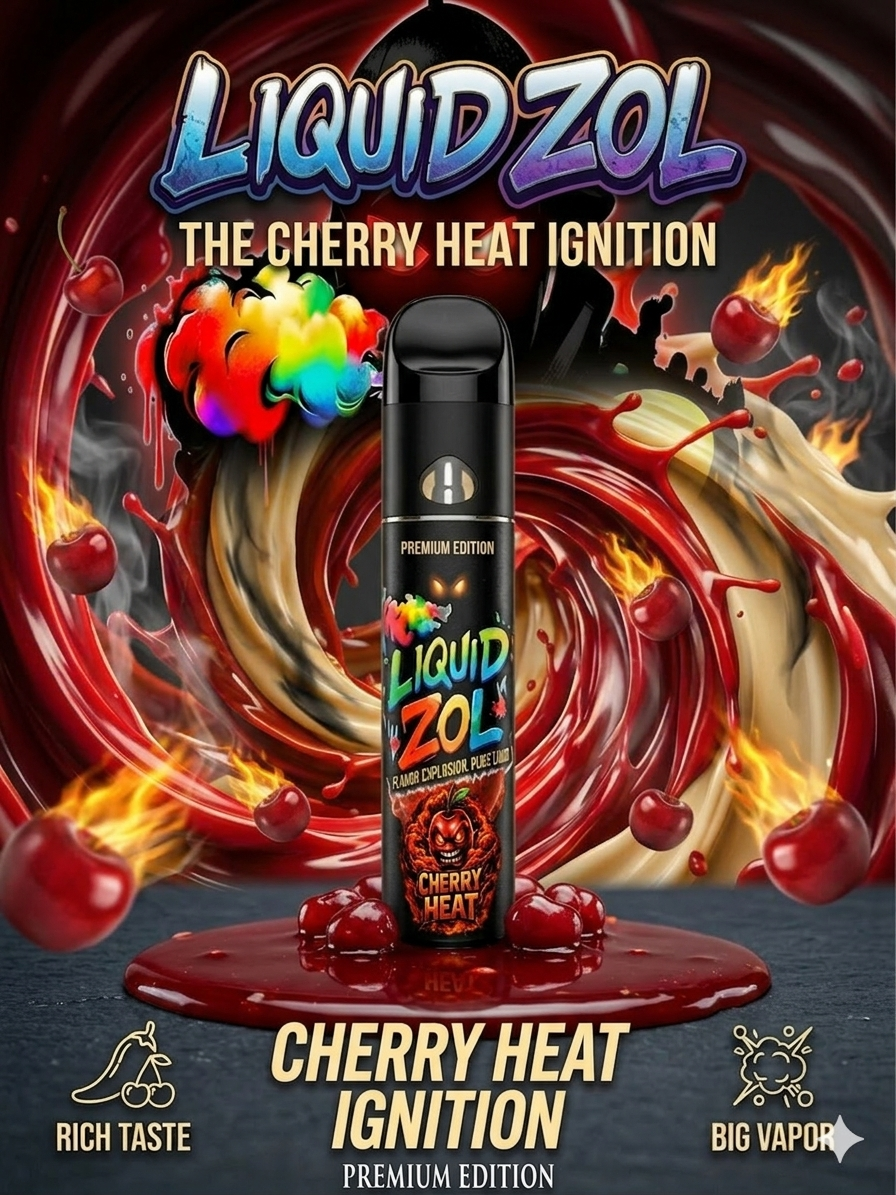 LIQUID ZOL
THE CHERRY HEAT IGNITION
PREMIUM EDITION
LIQUID
ZOL
CHERRY
HEAT
CHERRY HEAT
IGNITION
RICH TASTE
BIG VAPOR
PREMIUM EDITION